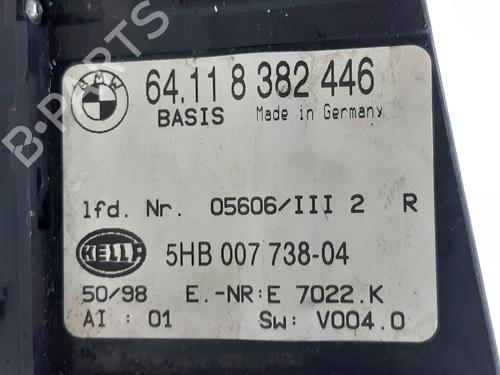 BMW
64.11 8 382 446
BASIS Made in Germany
lfd. Nr. 05606/III 2 R
HELLA 5HB 007 738-04
50/98 E.-NR:E 7022.K
AI : 01 Sw: V004.0